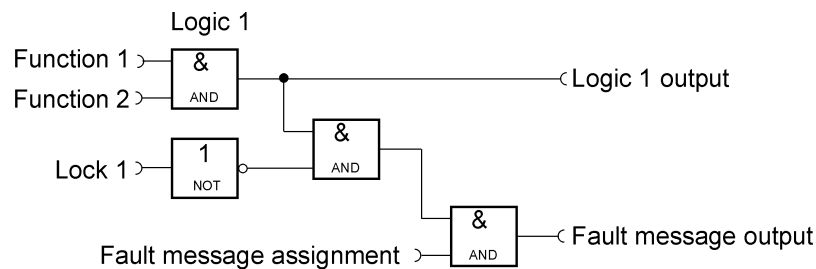 Logic 1
Function 1
&
Function 2
AND
Logic 1 output
&
AND
Lock 1
1
NOT
&
AND
Fault message output
Fault message assignment